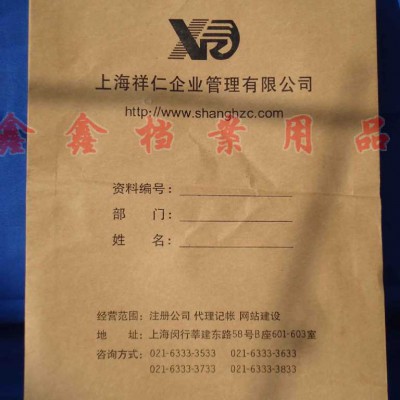 XR
上海祥仁企业管理有限公司
http://www.shanghzc.com
鑫鑫档案用品
资料编号：
部　门：
姓　名：
经营范围：注册公司 代理记帐 网站建设
地　址：上海闵行莘建东路58号B座601-603室
咨询方式：021-6333-3533　021-6333-3633
021-6333-3733　021-6333-3833